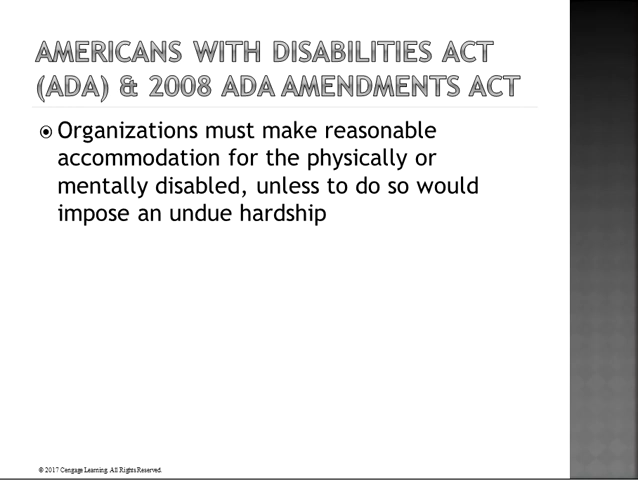 AMERICANS WITH DISABILITIES ACT
(ADA) & 2008 ADA AMENDMENTS ACT
Organizations must make reasonable
accommodation for the physically or
mentally disabled, unless to do so would
impose an undue hardship
© 2017 Cengage Learning. All Rights Reserved.